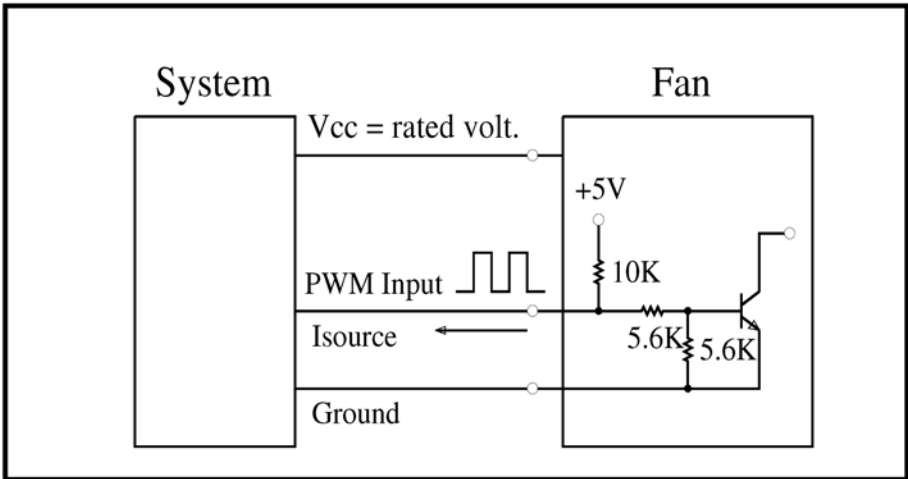 System
Fan
Vcc = rated volt.
+5V
10K
PWM Input
Isource
5.6K
5.6K
Ground